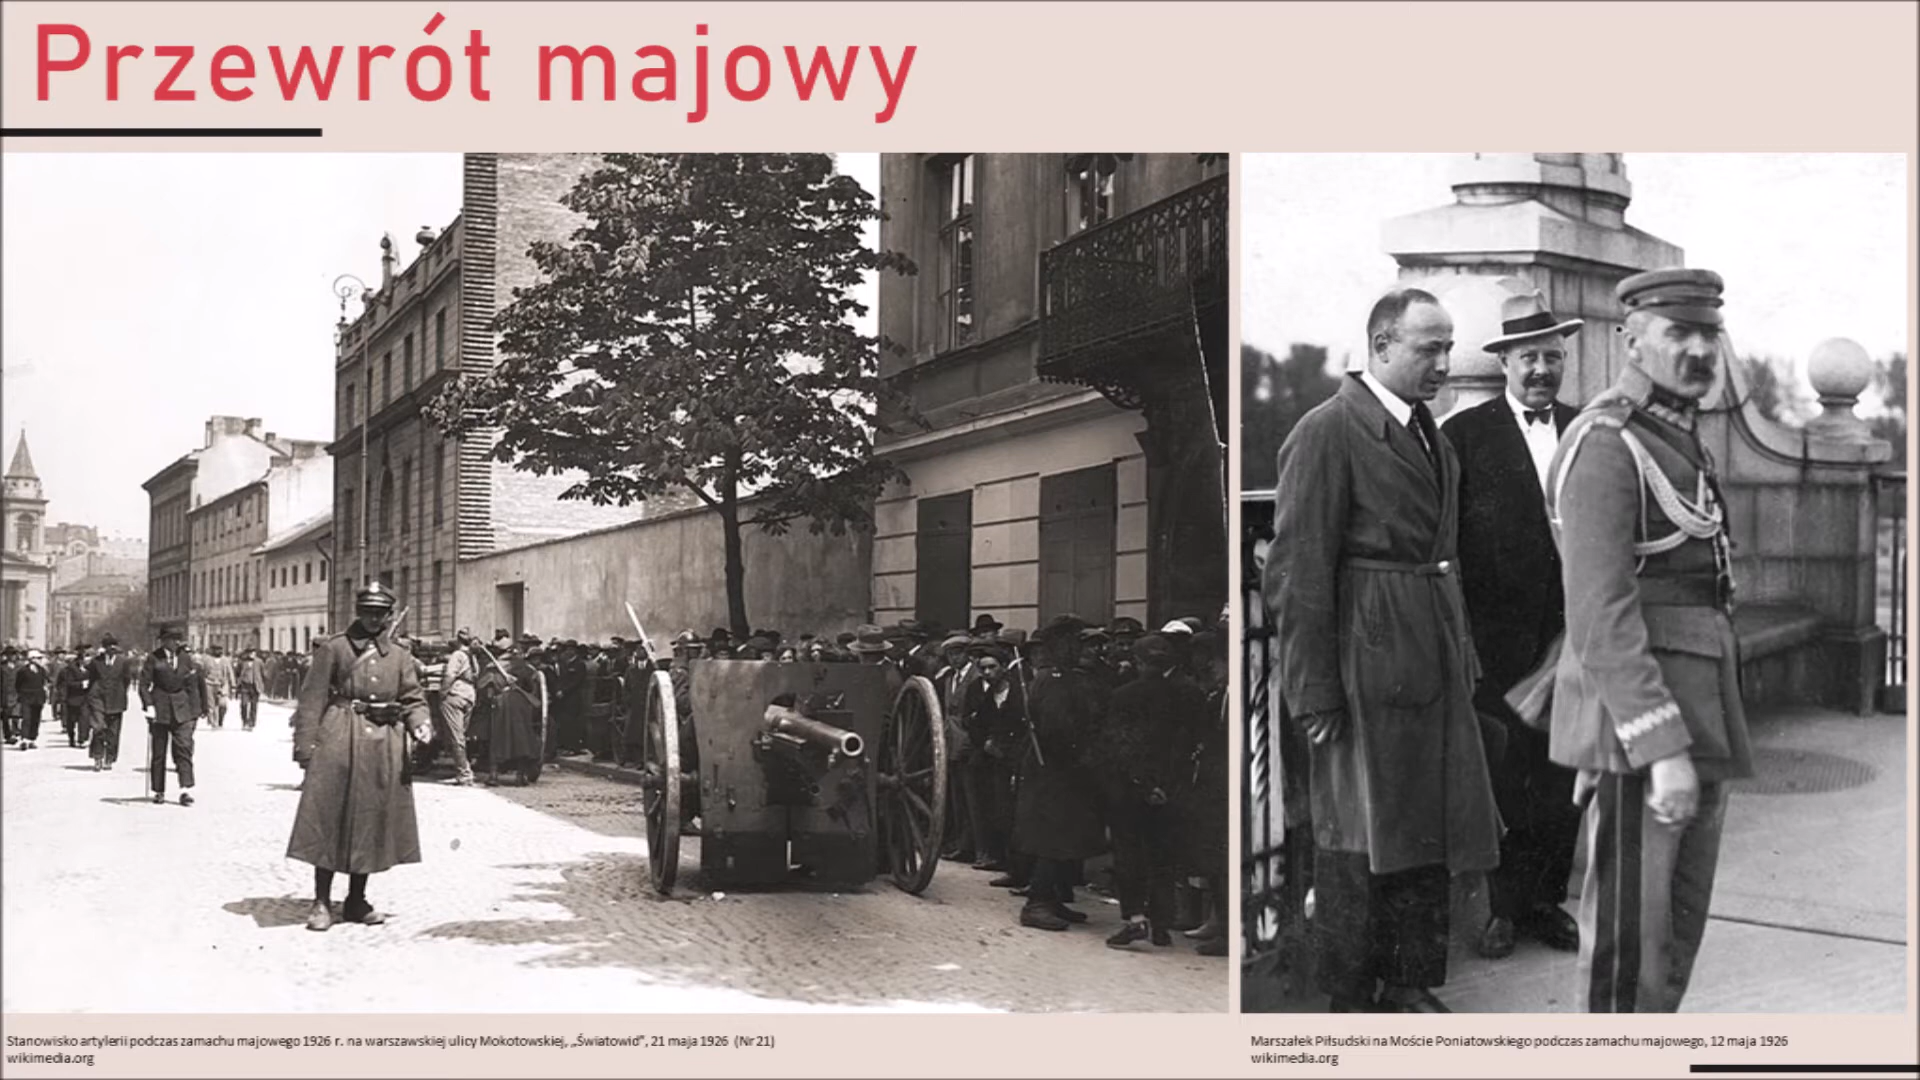 Przewrót majowy
Stanowisko artylerii podczas zamachu majowego 1926 r. na warszawskiej ulicy Mokotowskiej, „Światowid”, 21 maja 1926 (Nr 21)
wikimedia.org
Marszałek Piłsudski na Moście Poniatowskiego podczas zamachu majowego, 12 maja 1926
wikimedia.org